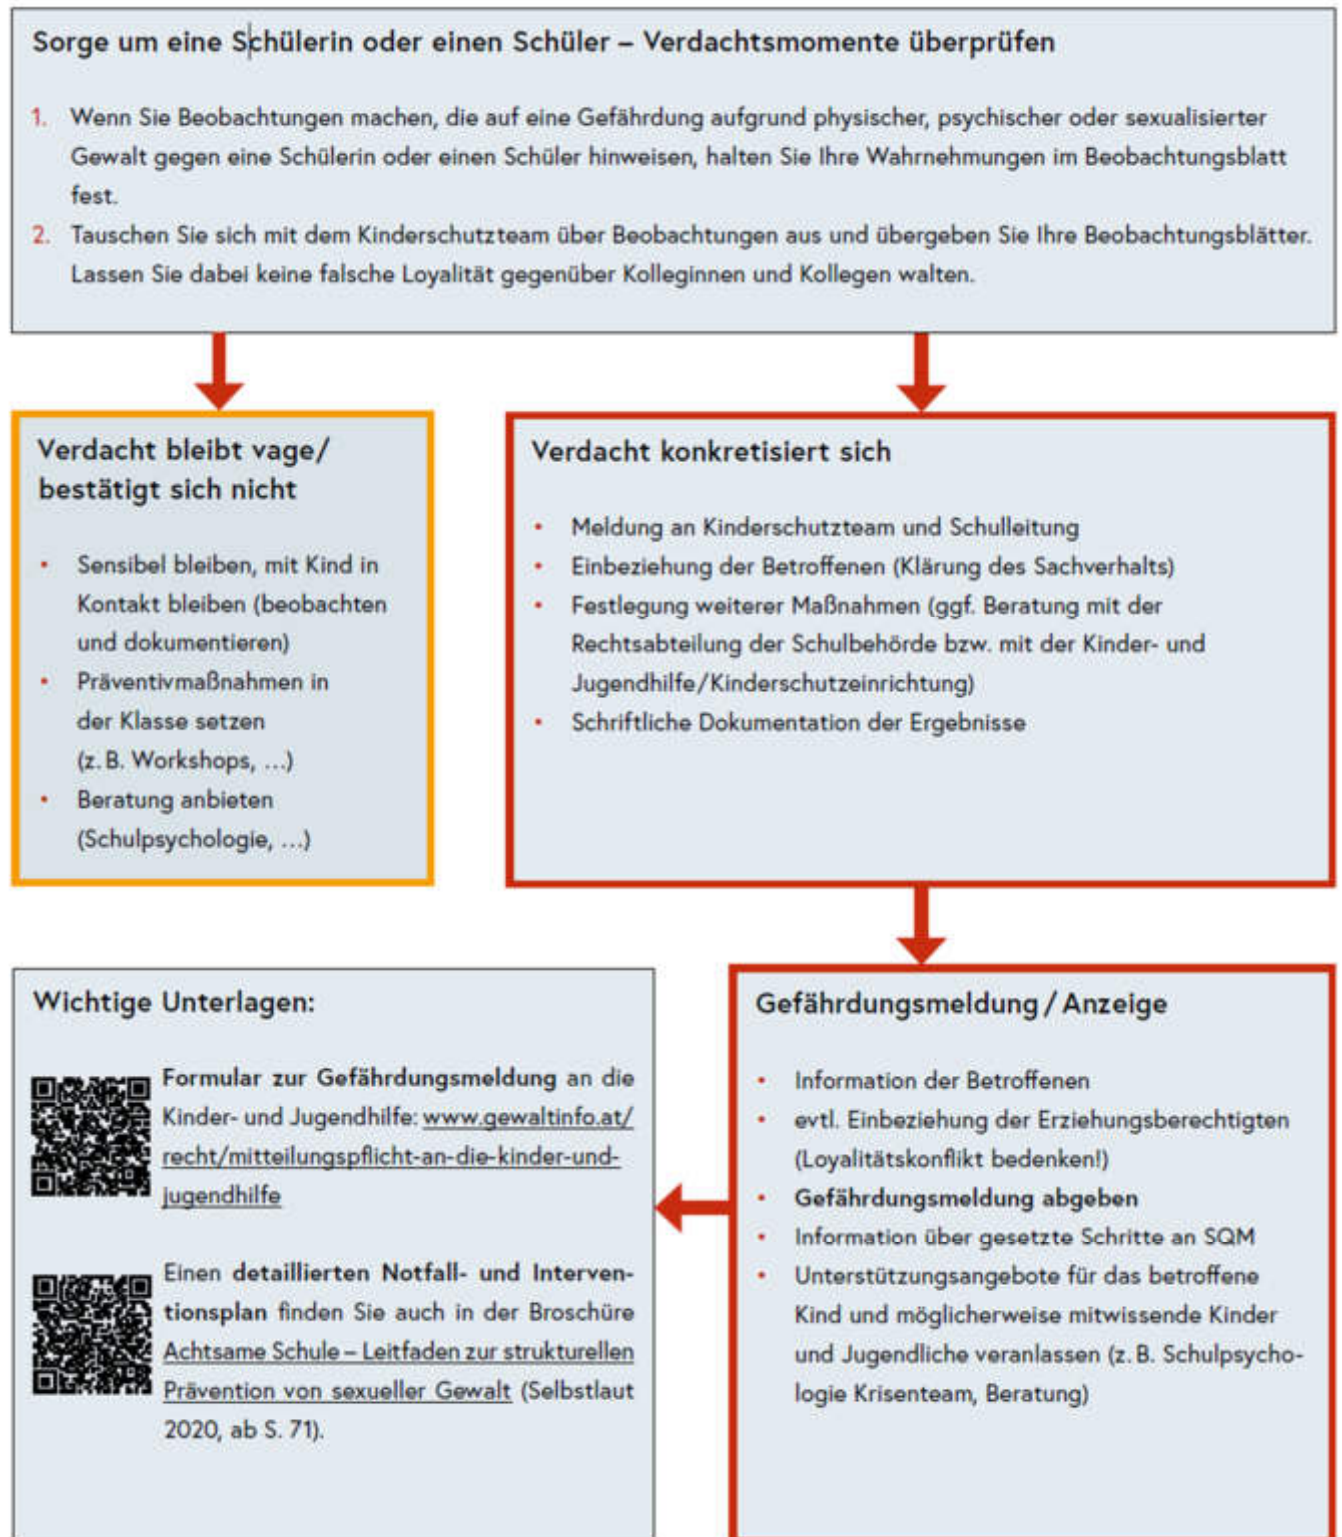 Sorge um eine Schülerin oder einen Schüler – Verdachtsmomente überprüfen
1. Wenn Sie Beobachtungen machen, die auf eine Gefährdung aufgrund physischer, psychischer oder sexualisierter
Gewalt gegen eine Schülerin oder einen Schüler hinweisen, halten Sie Ihre Wahrnehmungen im Beobachtungsblatt
fest.
2. Tauschen Sie sich mit dem Kinderschutzteam über Beobachtungen aus und übergeben Sie Ihre Beobachtungsblätter.
Lassen Sie dabei keine falsche Loyalität gegenüber Kolleginnen und Kollegen walten.
Verdacht bleibt vage/
bestätigt sich nicht
• Sensibel bleiben, mit Kind in
Kontakt bleiben (beobachten
und dokumentieren)
• Präventivmaßnahmen in
der Klasse setzen
(z. B. Workshops, …)
• Beratung anbieten
(Schulpsychologie, …)
Verdacht konkretisiert sich
• Meldung an Kinderschutzteam und Schulleitung
• Einbeziehung der Betroffenen (Klärung des Sachverhalts)
• Festlegung weiterer Maßnahmen (ggf. Beratung mit der
Rechtsabteilung der Schulbehörde bzw. mit der Kinder- und
Jugendhilfe/Kinderschutzeinrichtung)
• Schriftliche Dokumentation der Ergebnisse
Gefährdungsmeldung / Anzeige
• Information der Betroffenen
• evtl. Einbeziehung der Erziehungsberechtigten
(Loyalitätskonflikt bedenken!)
• Gefährdungsmeldung abgeben
• Information über gesetzte Schritte an SQM
• Unterstützungsangebote für das betroffene
Kind und möglicherweise mitwissende Kinder
und Jugendliche veranlassen (z. B. Schulpsycho-
logie Krisenteam, Beratung)
Wichtige Unterlagen:
Formular zur Gefährdungsmeldung an die
Kinder- und Jugendhilfe: www.gewaltinfo.at/
recht/mitteilungspflicht-an-die-kinder-und-
jugendhilfe
Einen detaillierten Notfall- und Interven-
tionsplan finden Sie auch in der Broschüre
Achtsame Schule – Leitfaden zur strukturellen
Prävention von sexueller Gewalt (Selbstlaut
2020, ab S. 71).